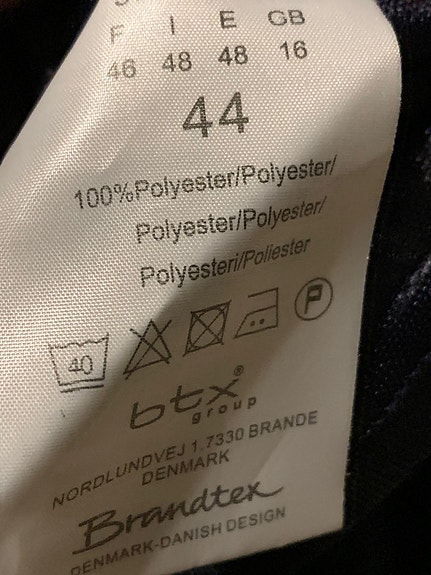 F I E GB
46 48 48 16
44
100%Polyester/Polyester/
Polyester/Polyester/
Polyesteri/Poliester
40 P
btx®
group
NORDLUNDVEJ 1,7330 BRANDE
DENMARK
Brandtex
DENMARK-DANISH DESIGN